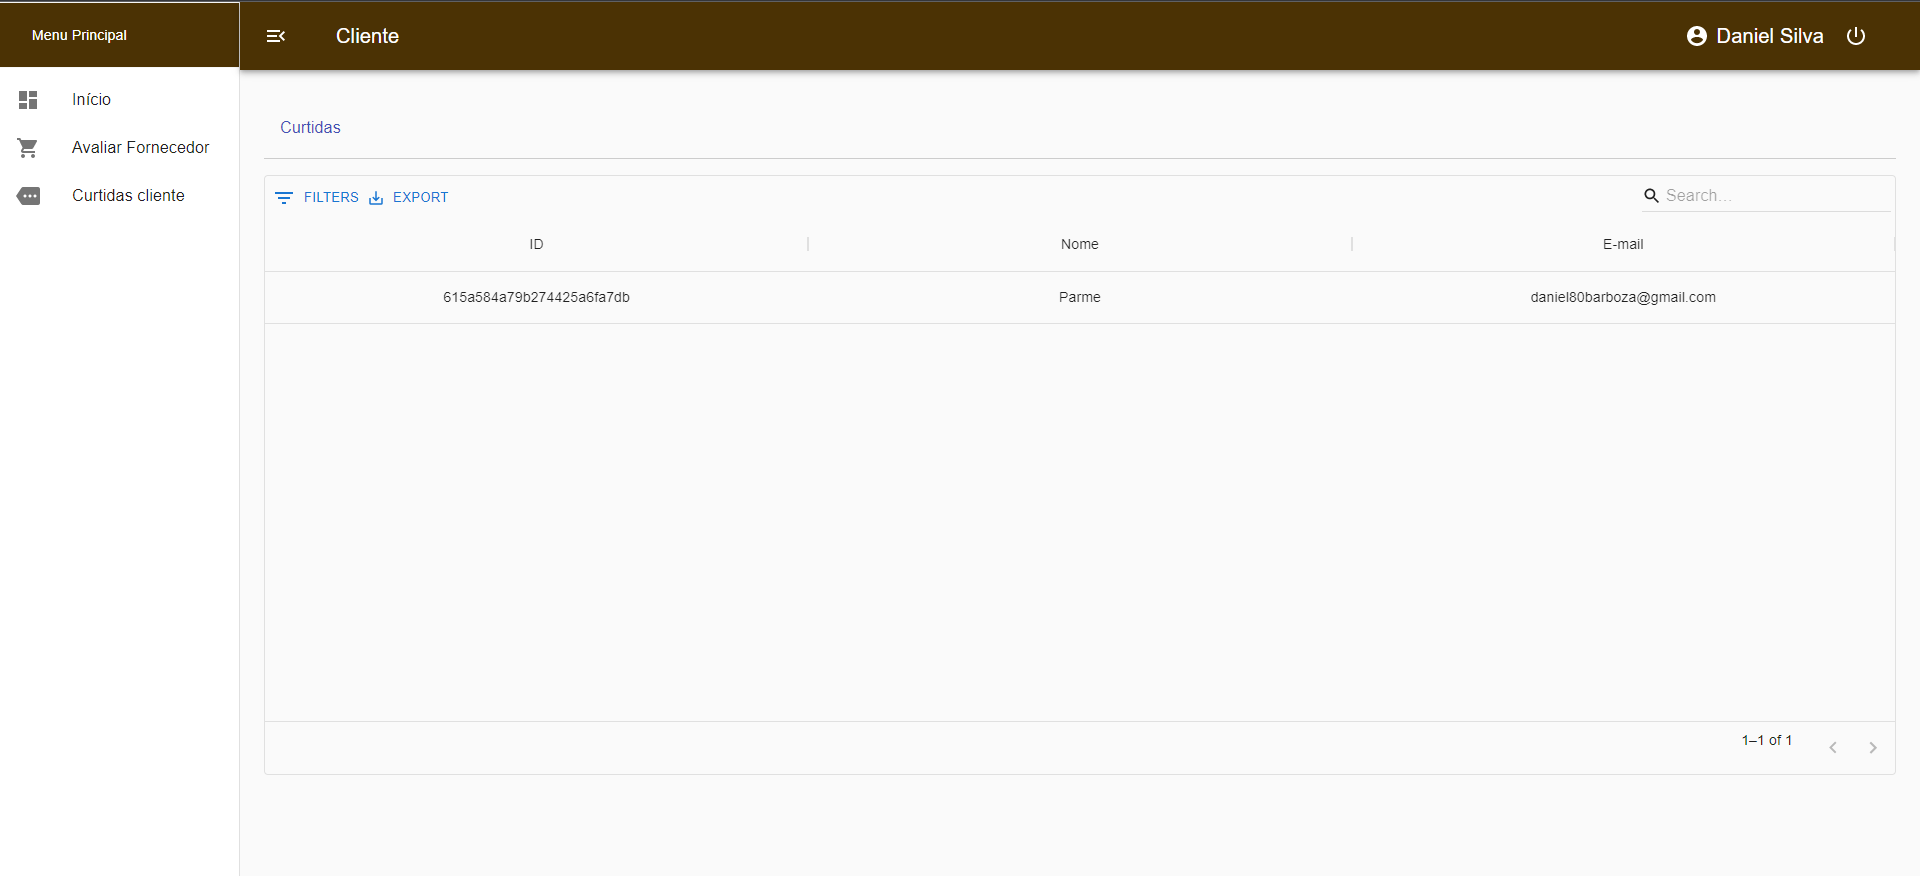 Menu Principal
Cliente
Daniel Silva
Início
Avaliar Fornecedor
Curtidas cliente
Curtidas
FILTERS EXPORT
Search…
ID Nome E-mail
615a584a79b274425a6fa7db Parme daniel80barboza@gmail.com
1–1 of 1